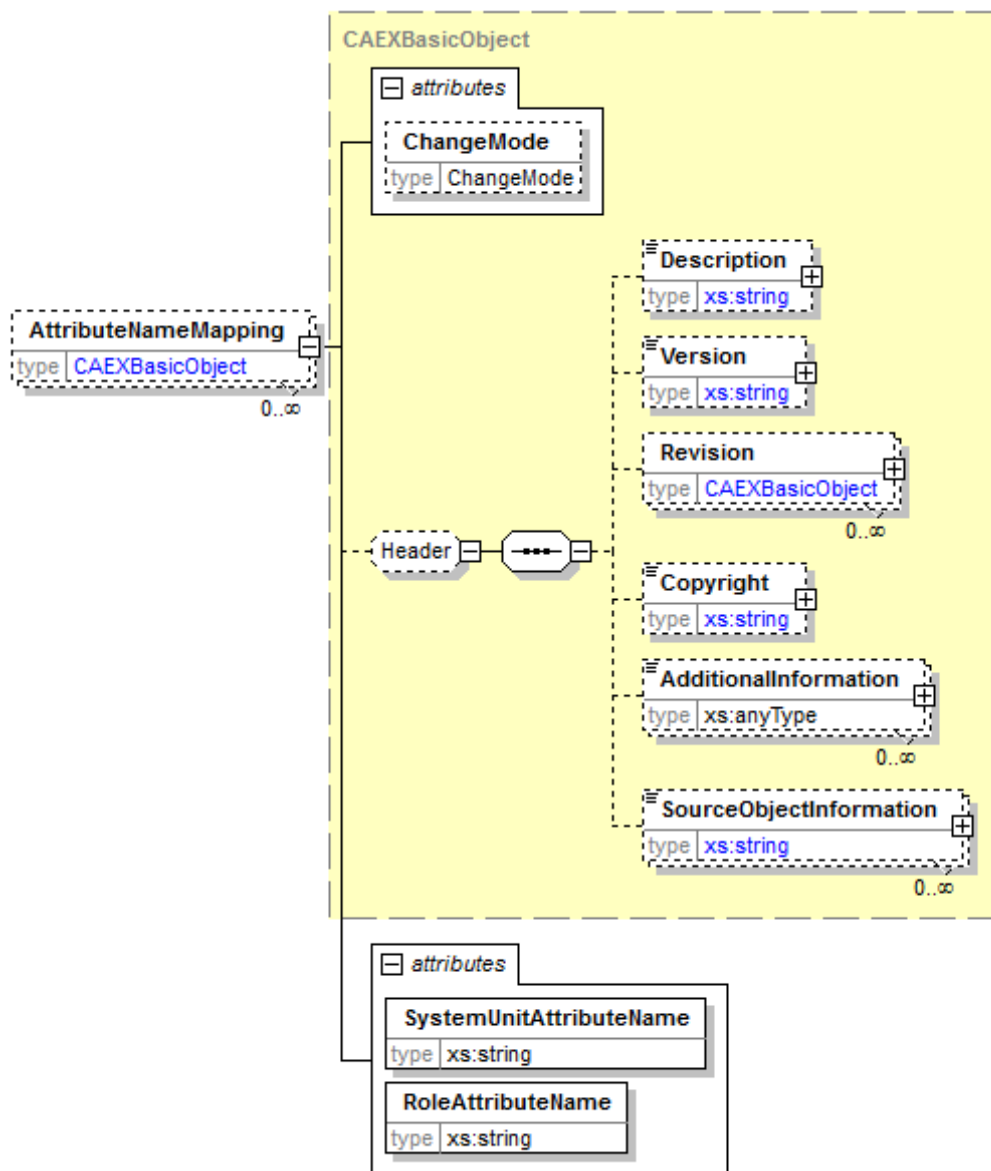 CAEXBasicObject
attributes
ChangeMode
type ChangeMode
Description
type xs:string
AttributeNameMapping
type CAEXBasicObject
0..∞
Version
type xs:string
Revision
type CAEXBasicObject
0..∞
Header
Copyright
type xs:string
AdditionalInformation
type xs:anyType
0..∞
SourceObjectInformation
type xs:string
0..∞
attributes
SystemUnitAttributeName
type xs:string
RoleAttributeName
type xs:string